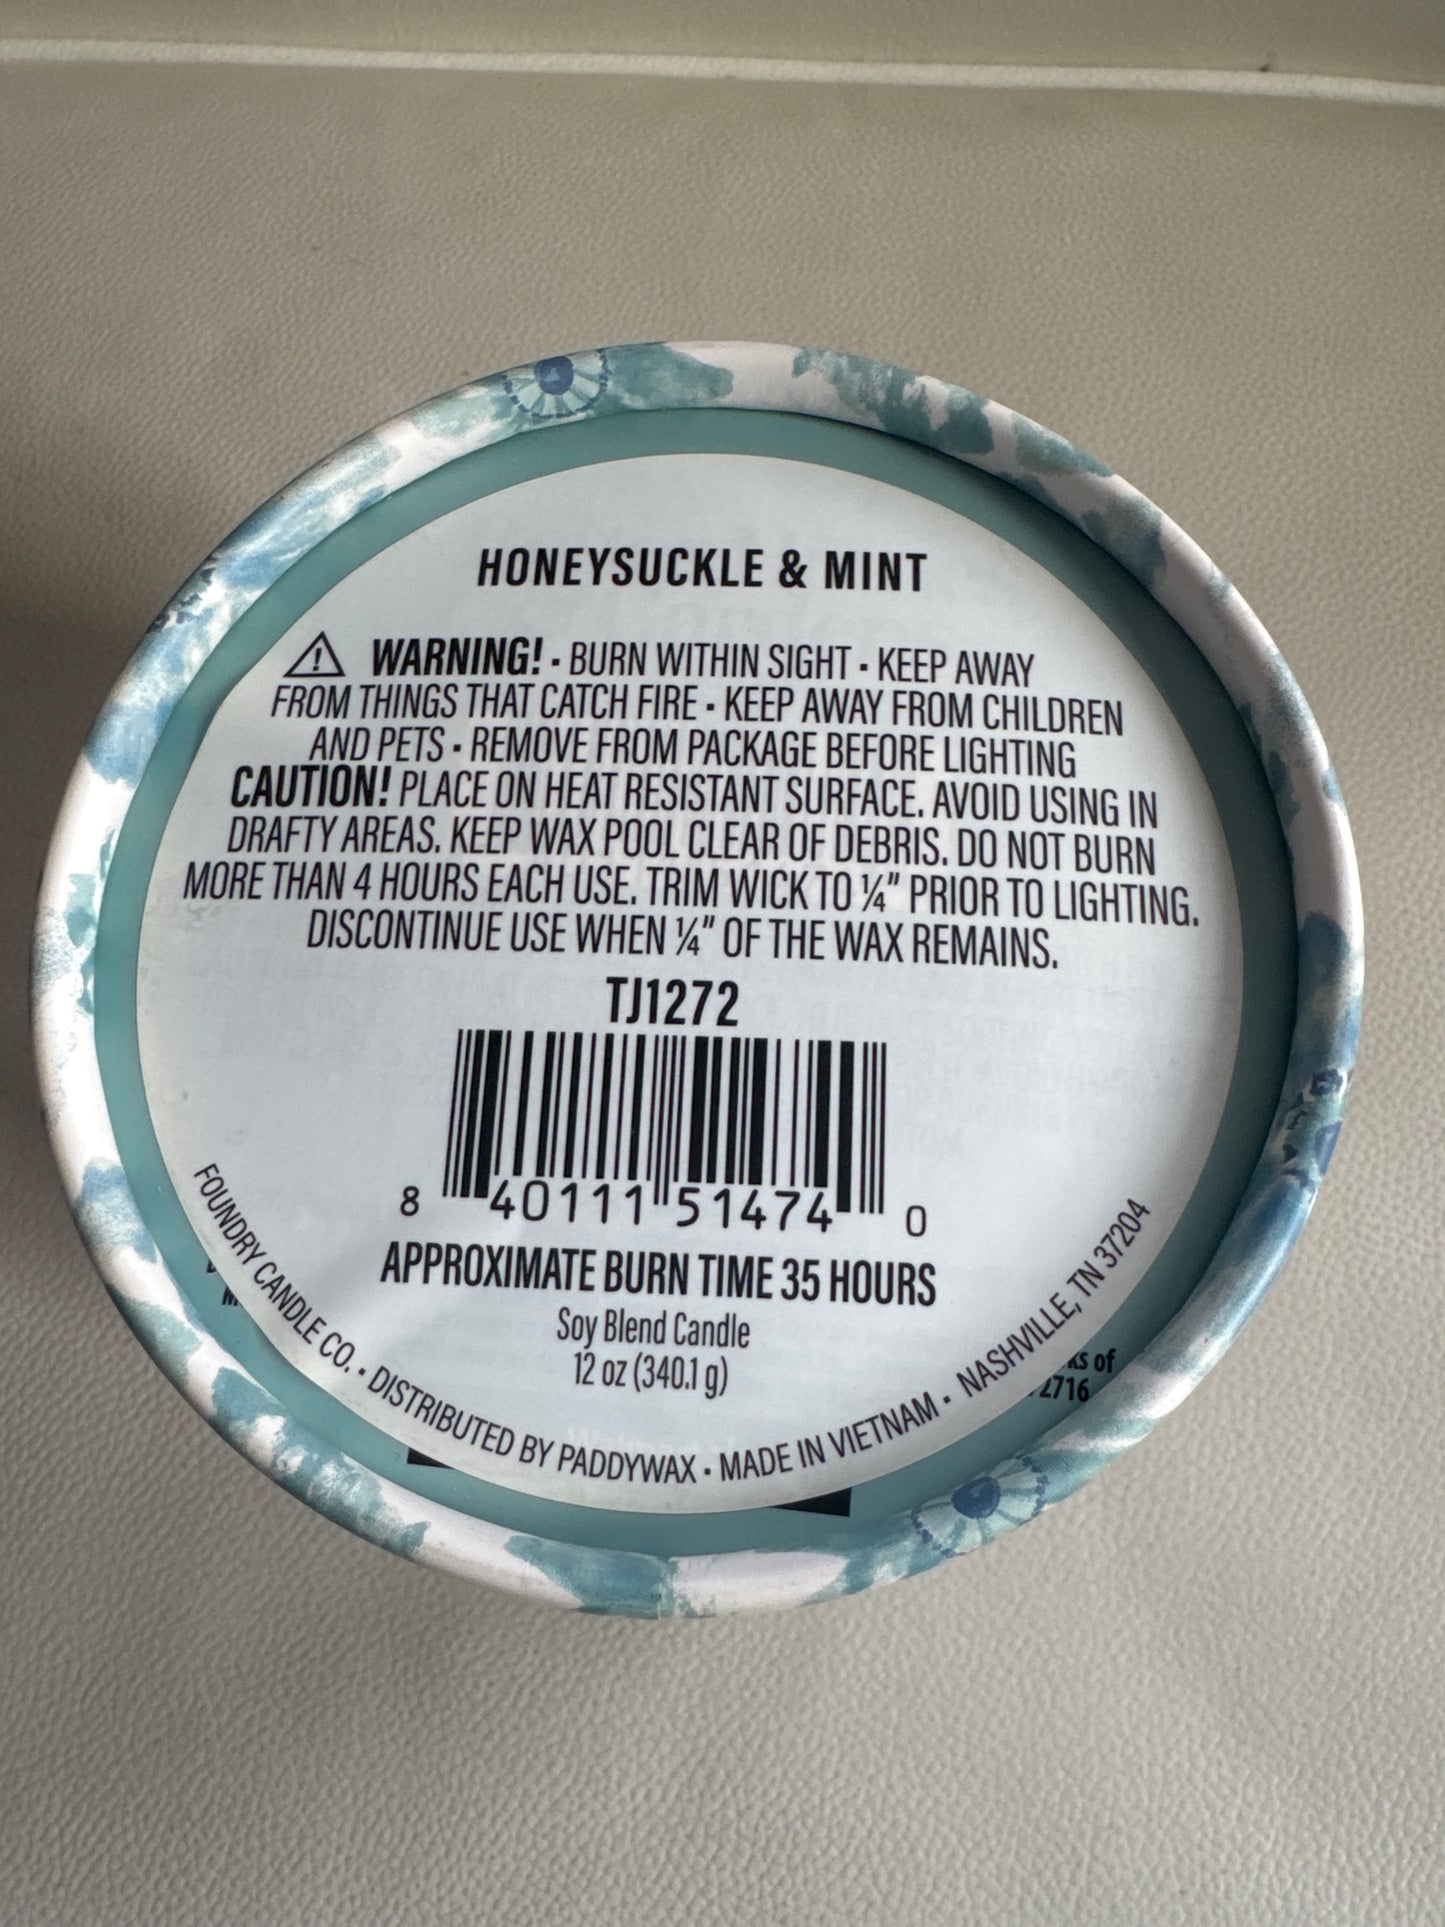 HONEYSUCKLE & MINT
⚠ WARNING! • BURN WITHIN SIGHT • KEEP AWAY
FROM THINGS THAT CATCH FIRE • KEEP AWAY FROM CHILDREN
AND PETS • REMOVE FROM PACKAGE BEFORE LIGHTING
CAUTION! PLACE ON HEAT RESISTANT SURFACE. AVOID USING IN
DRAFTY AREAS. KEEP WAX POOL CLEAR OF DEBRIS. DO NOT BURN
MORE THAN 4 HOURS EACH USE. TRIM WICK TO ¼" PRIOR TO LIGHTING.
DISCONTINUE USE WHEN ¼" OF THE WAX REMAINS.
TJ1272
8 40111 51474 0
APPROXIMATE BURN TIME 35 HOURS
Soy Blend Candle
12 oz (340.1 g)
FOUNDRY CANDLE CO. • DISTRIBUTED BY PADDYWAX • MADE IN VIETNAM • NASHVILLE, TN 37204
of
2716